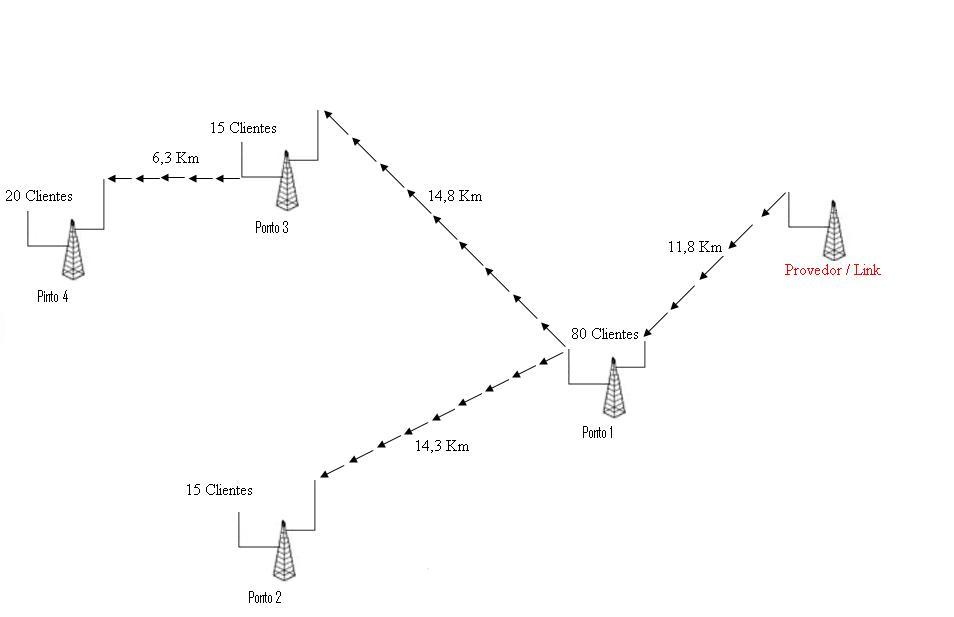 15 Clientes
6,3 Km
20 Clientes
14,8 Km
Ponto 3
11,8 Km
Provedor / Link
Pinto 4
80 Clientes
Ponto 1
14,3 Km
15 Clientes
Ponto 2